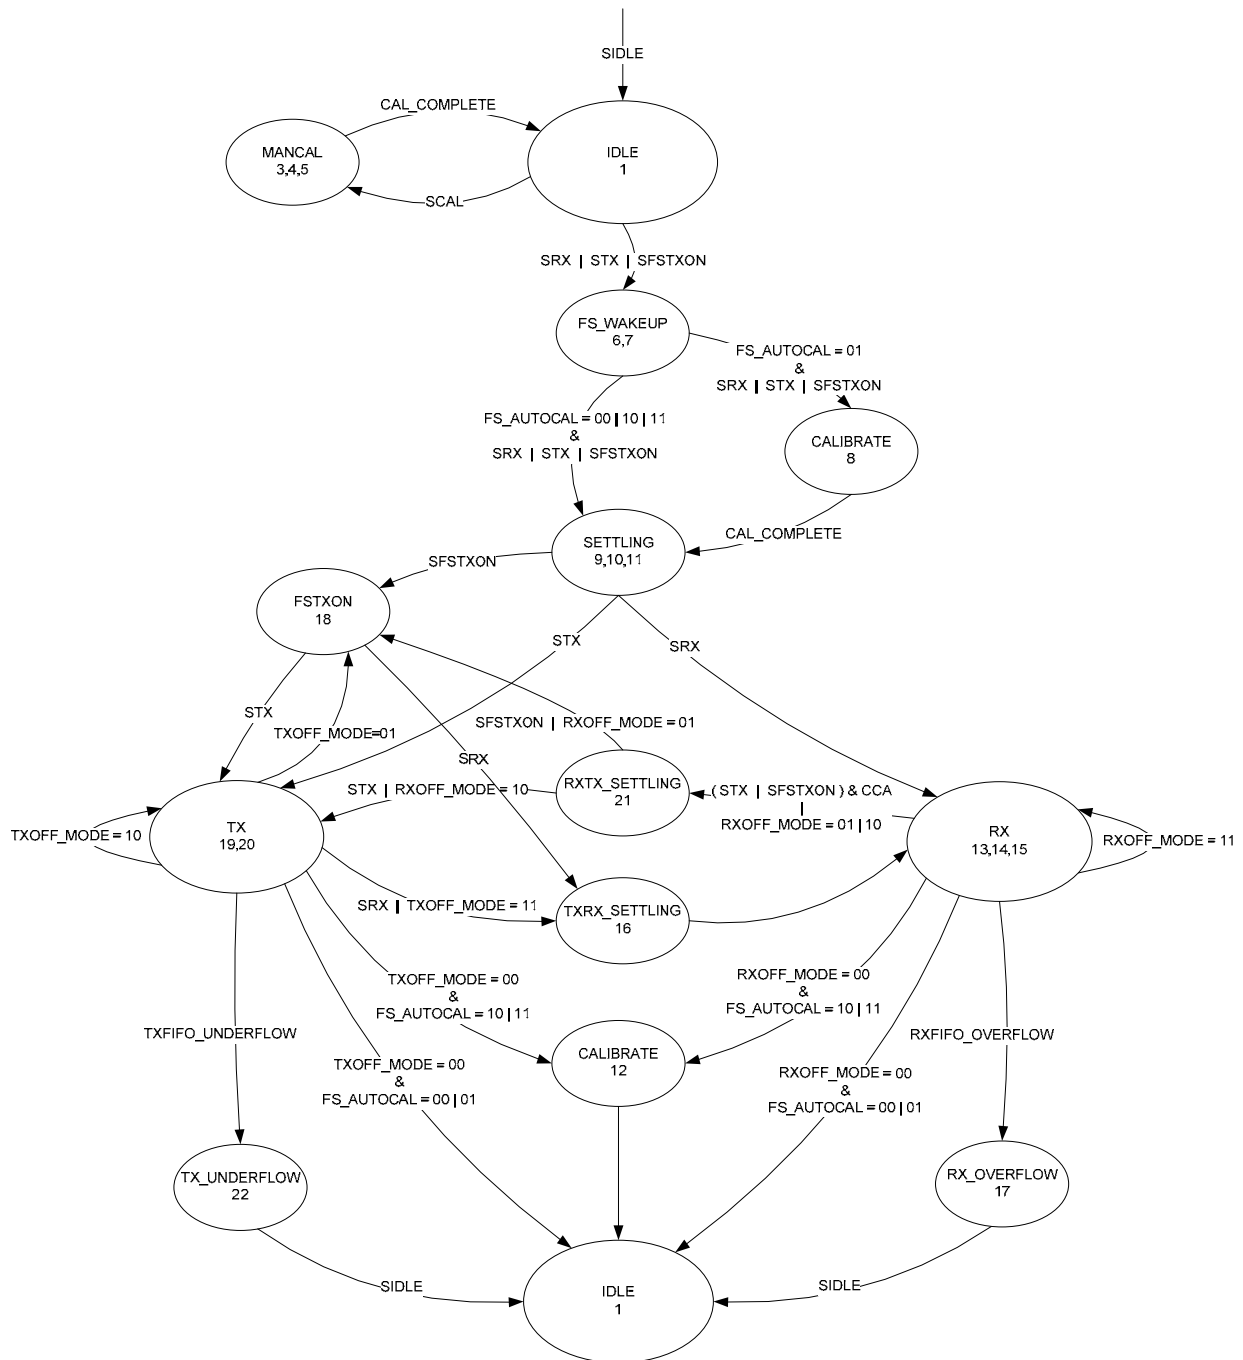 SIDLE
CAL_COMPLETE
MANCAL
3,4,5
IDLE
1
SCAL
SRX | STX | SFSTXON
FS_WAKEUP
6,7
FS_AUTOCAL = 01
&
SRX | STX | SFSTXON
FS_AUTOCAL = 00 | 10 | 11
&
SRX | STX | SFSTXON
CALIBRATE
8
CAL_COMPLETE
SETTLING
9,10,11
SFSTXON
FSTXON
18
STX
SRX
STX
TXOFF_MODE=01
SFSTXON | RXOFF_MODE = 01
SRX
RXTX_SETTLING
21
STX | RXOFF_MODE = 10
( STX | SFSTXON ) & CCA
|
RXOFF_MODE = 01 | 10
TXOFF_MODE = 10
TX
19,20
RX
13,14,15
RXOFF_MODE = 11
SRX | TXOFF_MODE = 11
TXRX_SETTLING
16
TXOFF_MODE = 00
&
FS_AUTOCAL = 10 | 11
RXOFF_MODE = 00
&
FS_AUTOCAL = 10 | 11
TXFIFO_UNDERFLOW
CALIBRATE
12
RXFIFO_OVERFLOW
TXOFF_MODE = 00
&
FS_AUTOCAL = 00 | 01
RXOFF_MODE = 00
&
FS_AUTOCAL = 00 | 01
TX_UNDERFLOW
22
RX_OVERFLOW
17
SIDLE
IDLE
1
SIDLE